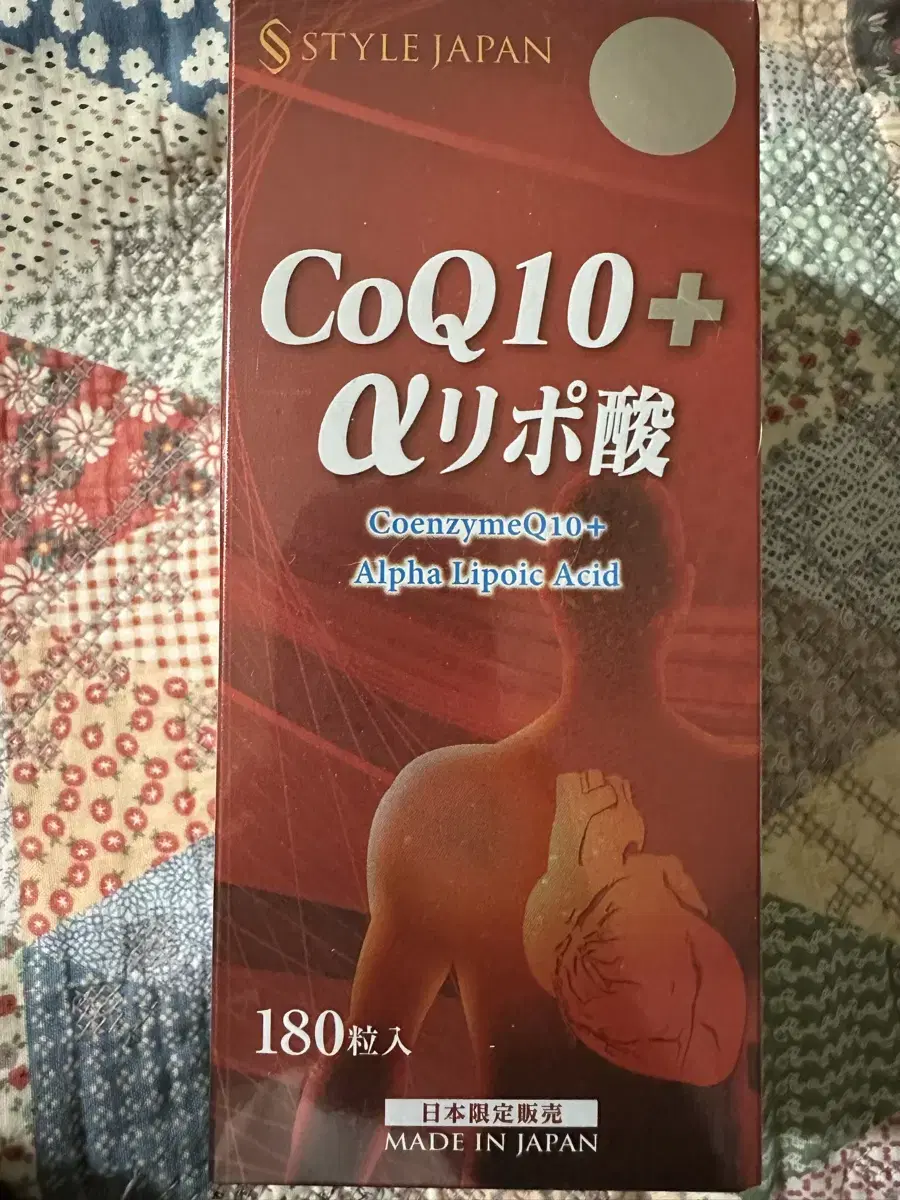 STYLE JAPAN
CoQ10+
αリポ酸
CoenzymeQ10+
Alpha Lipoic Acid
180粒入
日本限定販売
MADE IN JAPAN